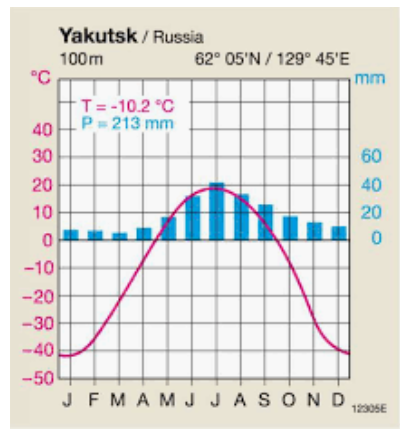 Yakutsk / Russia
100m 62° 05'N / 129° 45'E
°C mm
T = -10.2 °C
P = 213 mm
40
30 60
20 40
10 20
0 0
−10
−20
−30
−40
−50
J F M A M J J A S O N D
12305E